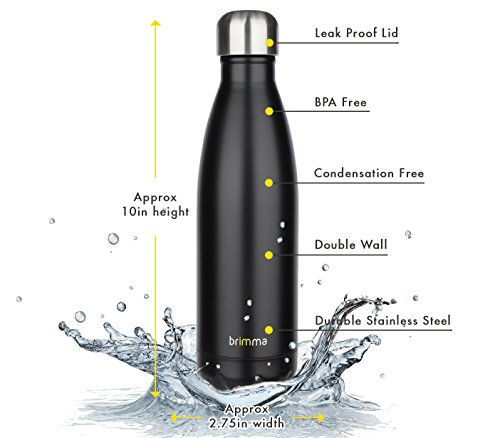 Leak Proof Lid
BPA Free
Condensation Free
Approx
10in height
Double Wall
Durable Stainless Steel
brimma
Approx
2.75in width